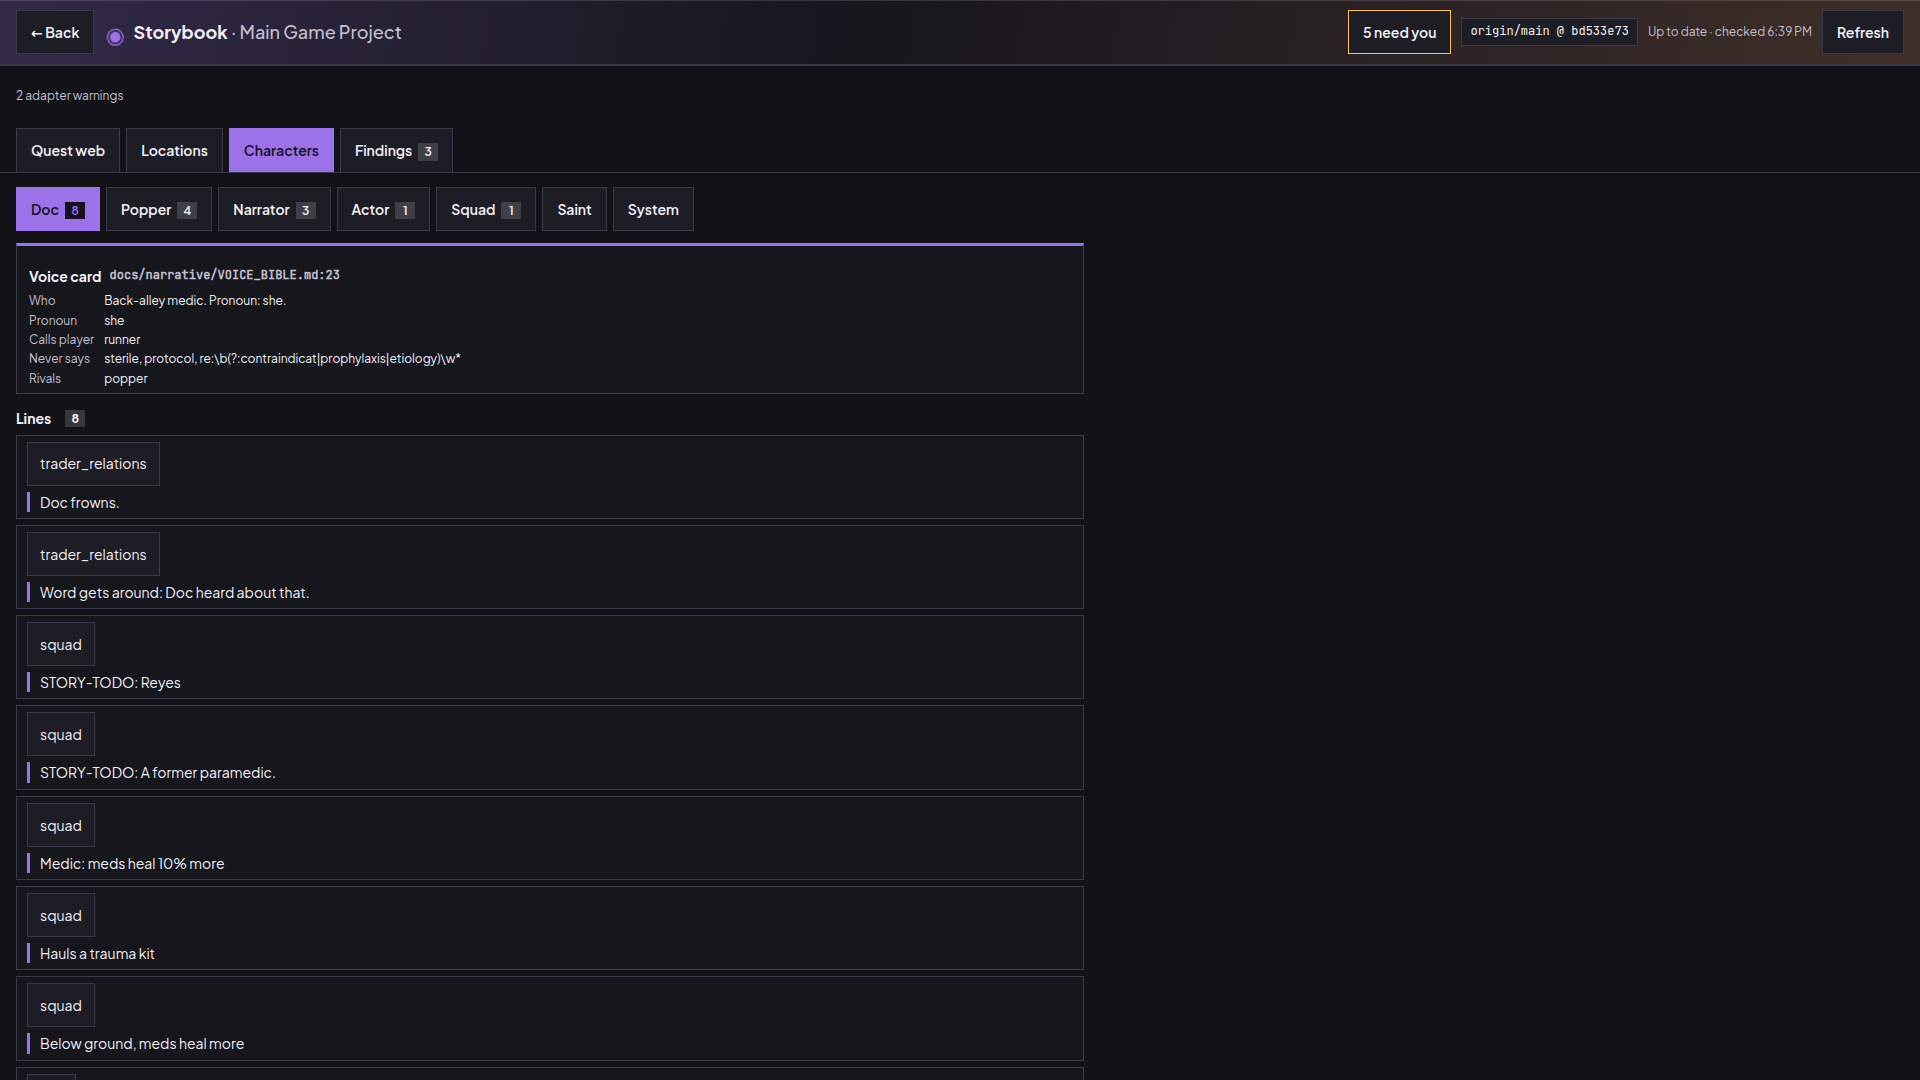 ← Back
Storybook · Main Game Project
5 need you
origin/main @ bd533e73
Up to date · checked 6:39 PM
Refresh
2 adapter warnings
Quest web
Locations
Characters
Findings 3
Doc 8
Popper 4
Narrator 3
Actor 1
Squad 1
Saint
System
Voice card docs/narrative/VOICE_BIBLE.md:23
Who Back-alley medic. Pronoun: she.
Pronoun she
Calls player runner
Never says sterile, protocol, re:\b(?:contraindicat|prophylaxis|etiology)\w*
Rivals popper
Lines 8
trader_relations
Doc frowns.
trader_relations
Word gets around: Doc heard about that.
squad
STORY-TODO: Reyes
squad
STORY-TODO: A former paramedic.
squad
Medic: meds heal 10% more
squad
Hauls a trauma kit
squad
Below ground, meds heal more